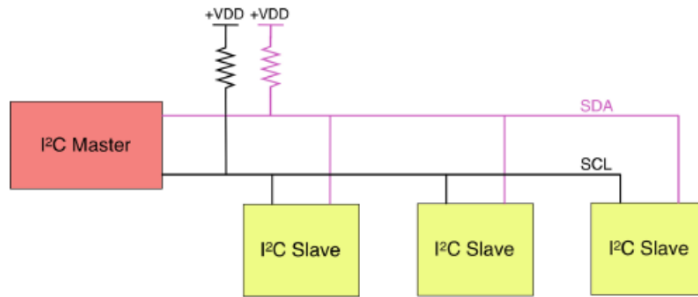 +VDD +VDD
SDA
I²C Master
SCL
I²C Slave I²C Slave I²C Slave